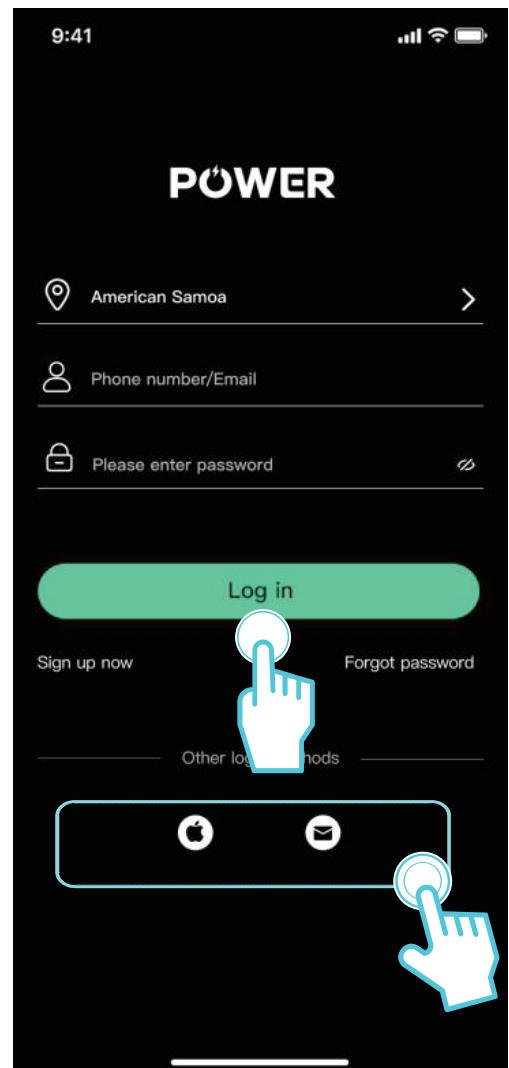 9:41
POWER
American Samoa
Phone number/Email
Please enter password
Log in
Sign up now Forgot password
Other log